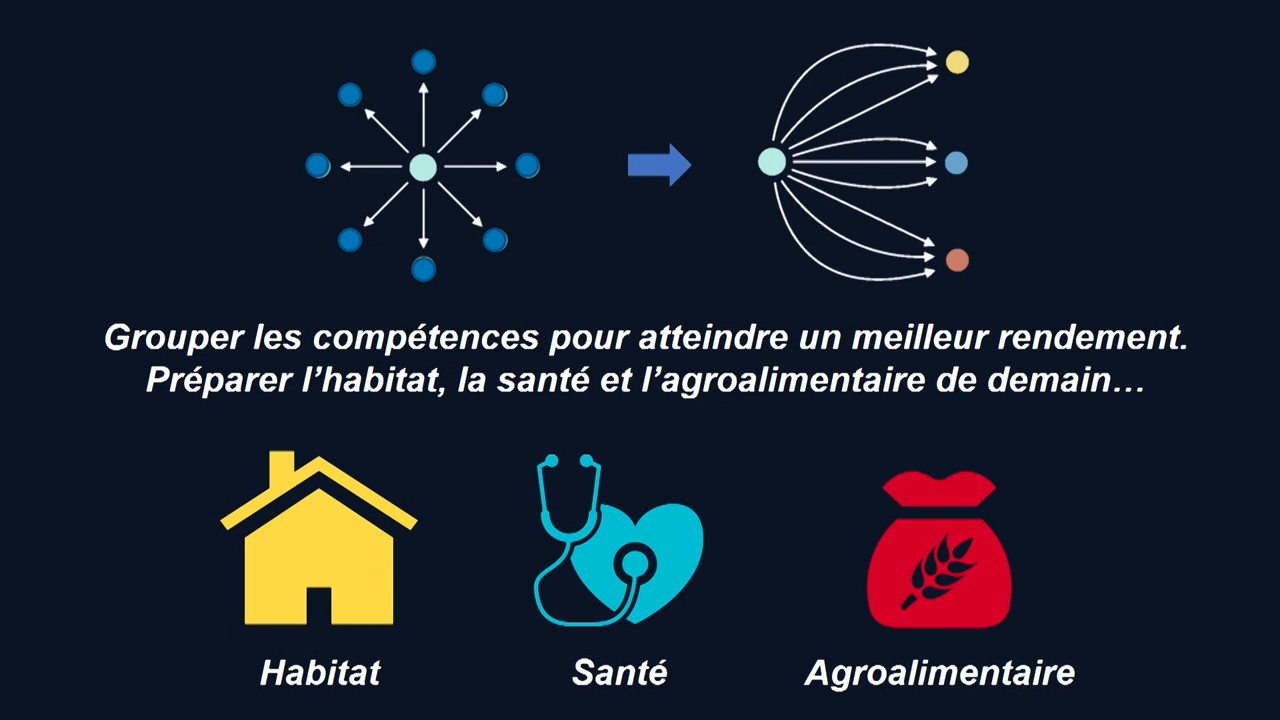 Grouper les compétences pour atteindre un meilleur rendement.
Préparer l’habitat, la santé et l’agroalimentaire de demain…
Habitat
Santé
Agroalimentaire